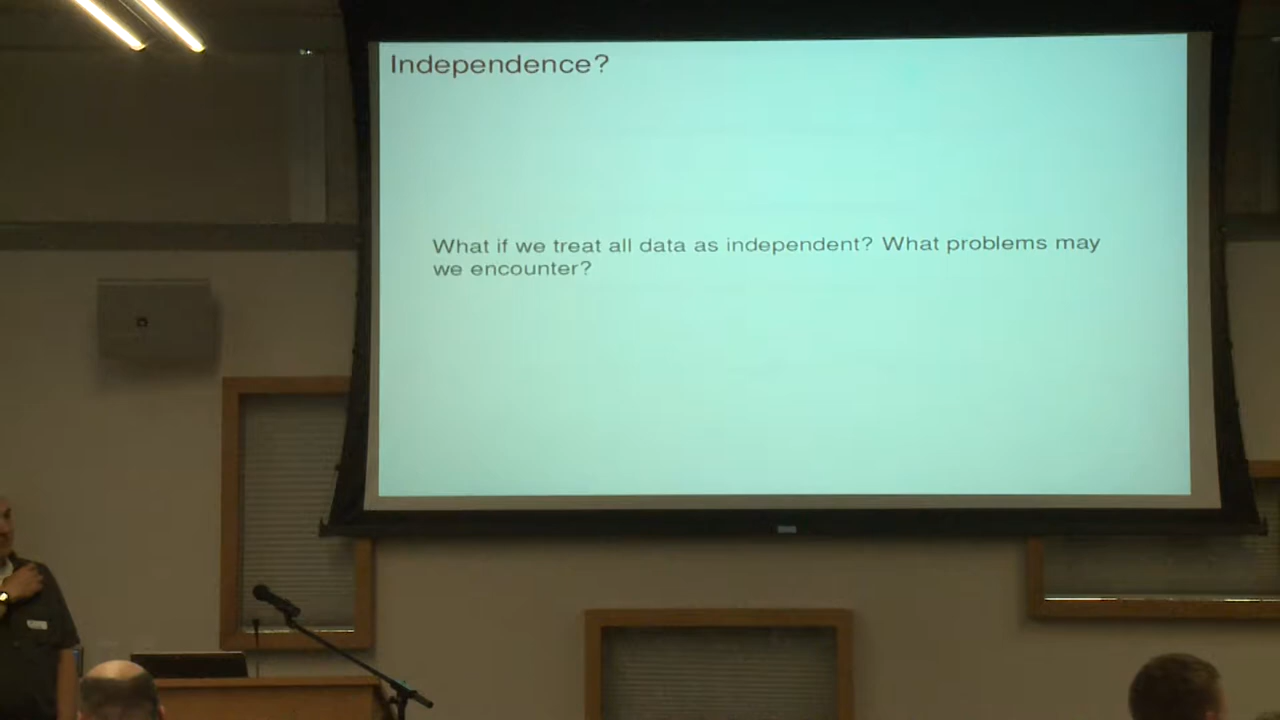 Independence?
What if we treat all data as independent? What problems may
we encounter?